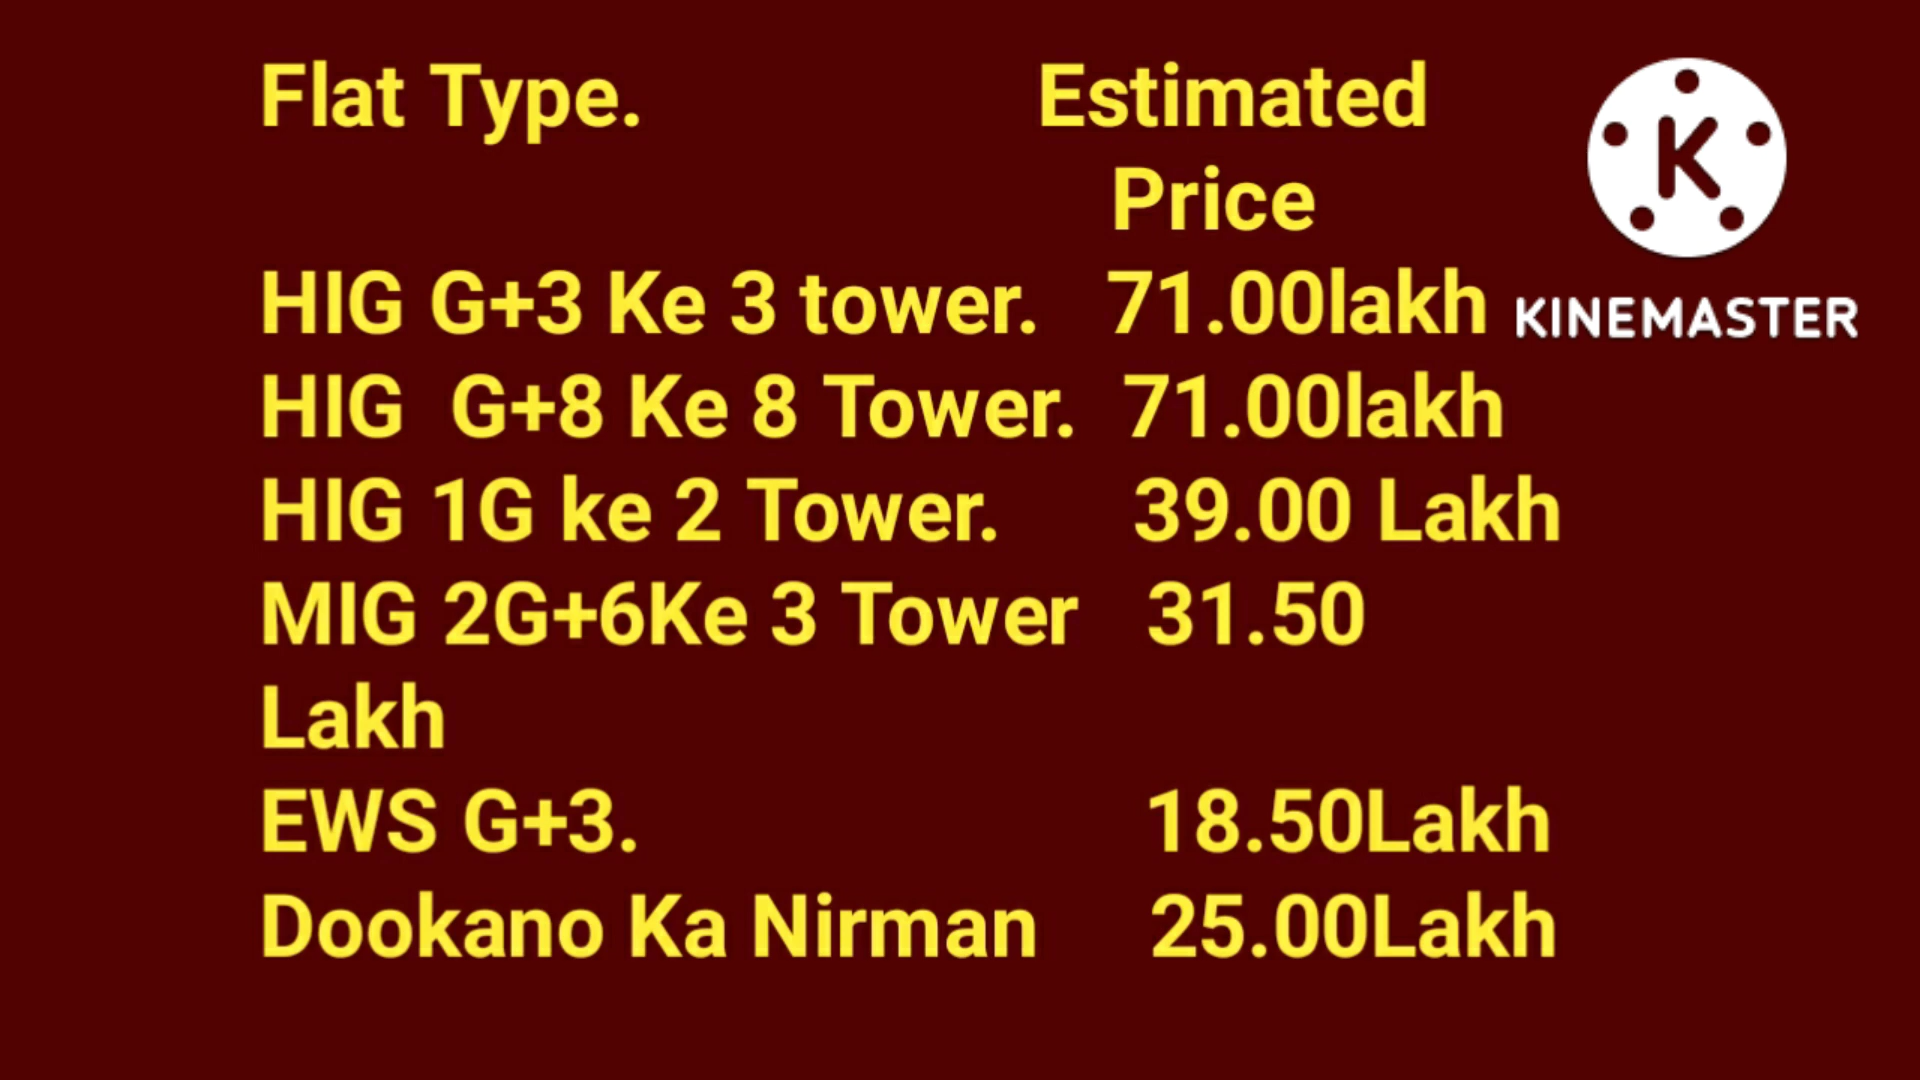 Flat Type. Estimated
Price
HIG G+3 Ke 3 tower. 71.00lakh
HIG G+8 Ke 8 Tower. 71.00lakh
HIG 1G ke 2 Tower. 39.00 Lakh
MIG 2G+6Ke 3 Tower 31.50
Lakh
EWS G+3. 18.50Lakh
Dookano Ka Nirman 25.00Lakh
K
KINEMASTER